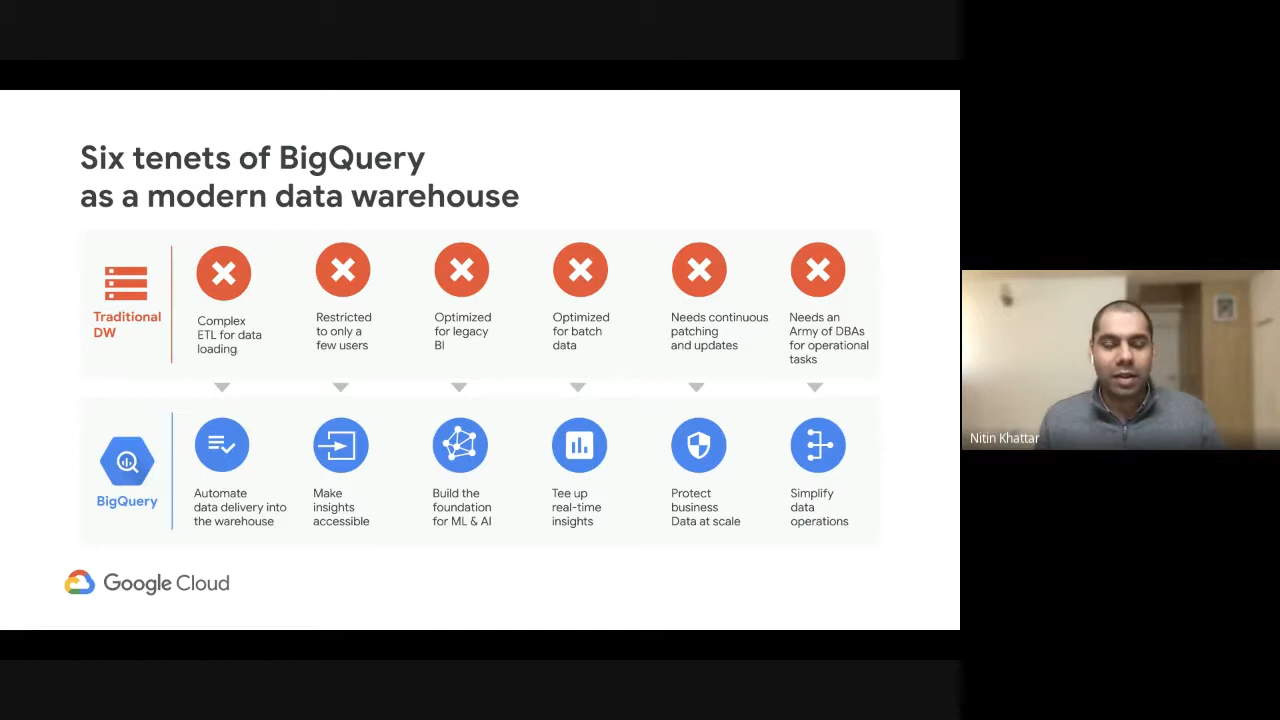 Six tenets of BigQuery
as a modern data warehouse
Traditional
DW
Complex
ETL for data
loading
Restricted
to only a
few users
Optimized
for legacy
BI
Optimized
for batch
data
Needs continuous
patching
and updates
Needs an
Army of DBAs
for operational
tasks
BigQuery
Automate
data delivery into
the warehouse
Make
insights
accessible
Build the
foundation
for ML & AI
Tee up
real-time
insights
Protect
business
Data at scale
Simplify
data
operations
Google Cloud
Nitin Khattar